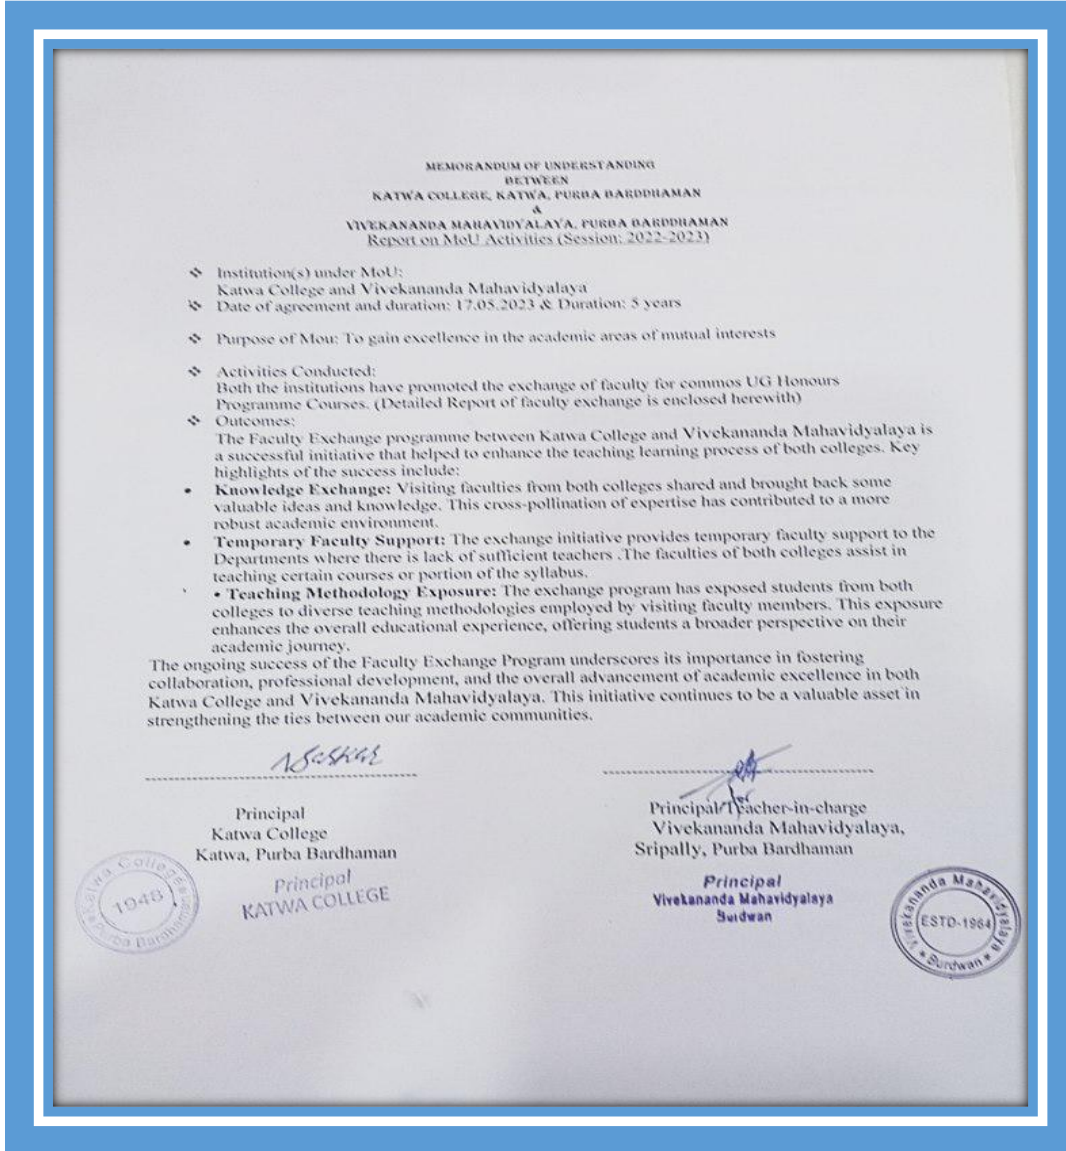 MEMORANDUM OF UNDERSTANDING
BETWEEN
KATWA COLLEGE, KATWA, PURBA BARDDHAMAN
&
VIVEKANANDA MAHAVIDYALAYA, PURBA BARDDHAMAN
Report on MoU Activities (Session: 2022-2023)
❖ Institution(s) under MoU:
Katwa College and Vivekananda Mahavidyalaya
❖ Date of agreement and duration: 17.05.2023 & Duration: 5 years
❖ Purpose of Mou: To gain excellence in the academic areas of mutual interests
❖ Activities Conducted:
Both the institutions have promoted the exchange of faculty for commos UG Honours
Programme Courses. (Detailed Report of faculty exchange is enclosed herewith)
❖ Outcomes:
The Faculty Exchange programme between Katwa College and Vivekananda Mahavidyalaya is
a successful initiative that helped to enhance the teaching learning process of both colleges. Key
highlights of the success include:
• Knowledge Exchange: Visiting faculties from both colleges shared and brought back some
valuable ideas and knowledge. This cross-pollination of expertise has contributed to a more
robust academic environment.
• Temporary Faculty Support: The exchange initiative provides temporary faculty support to the
Departments where there is lack of sufficient teachers .The faculties of both colleges assist in
teaching certain courses or portion of the syllabus.
• Teaching Methodology Exposure: The exchange program has exposed students from both
colleges to diverse teaching methodologies employed by visiting faculty members. This exposure
enhances the overall educational experience, offering students a broader perspective on their
academic journey.
The ongoing success of the Faculty Exchange Program underscores its importance in fostering
collaboration, professional development, and the overall advancement of academic excellence in both
Katwa College and Vivekananda Mahavidyalaya. This initiative continues to be a valuable asset in
strengthening the ties between our academic communities.
Principal
Katwa College
Katwa, Purba Bardhaman
Principal
KATWA COLLEGE
Katwa College
1948
Purba Bardhaman
for
Principal/Teacher-in-charge
Vivekananda Mahavidyalaya,
Sripally, Purba Bardhaman
Principal
Vivekananda Mahavidyalaya
Burdwan
Vivekananda Mahavidyalaya
ESTD-1964
* Burdwan *